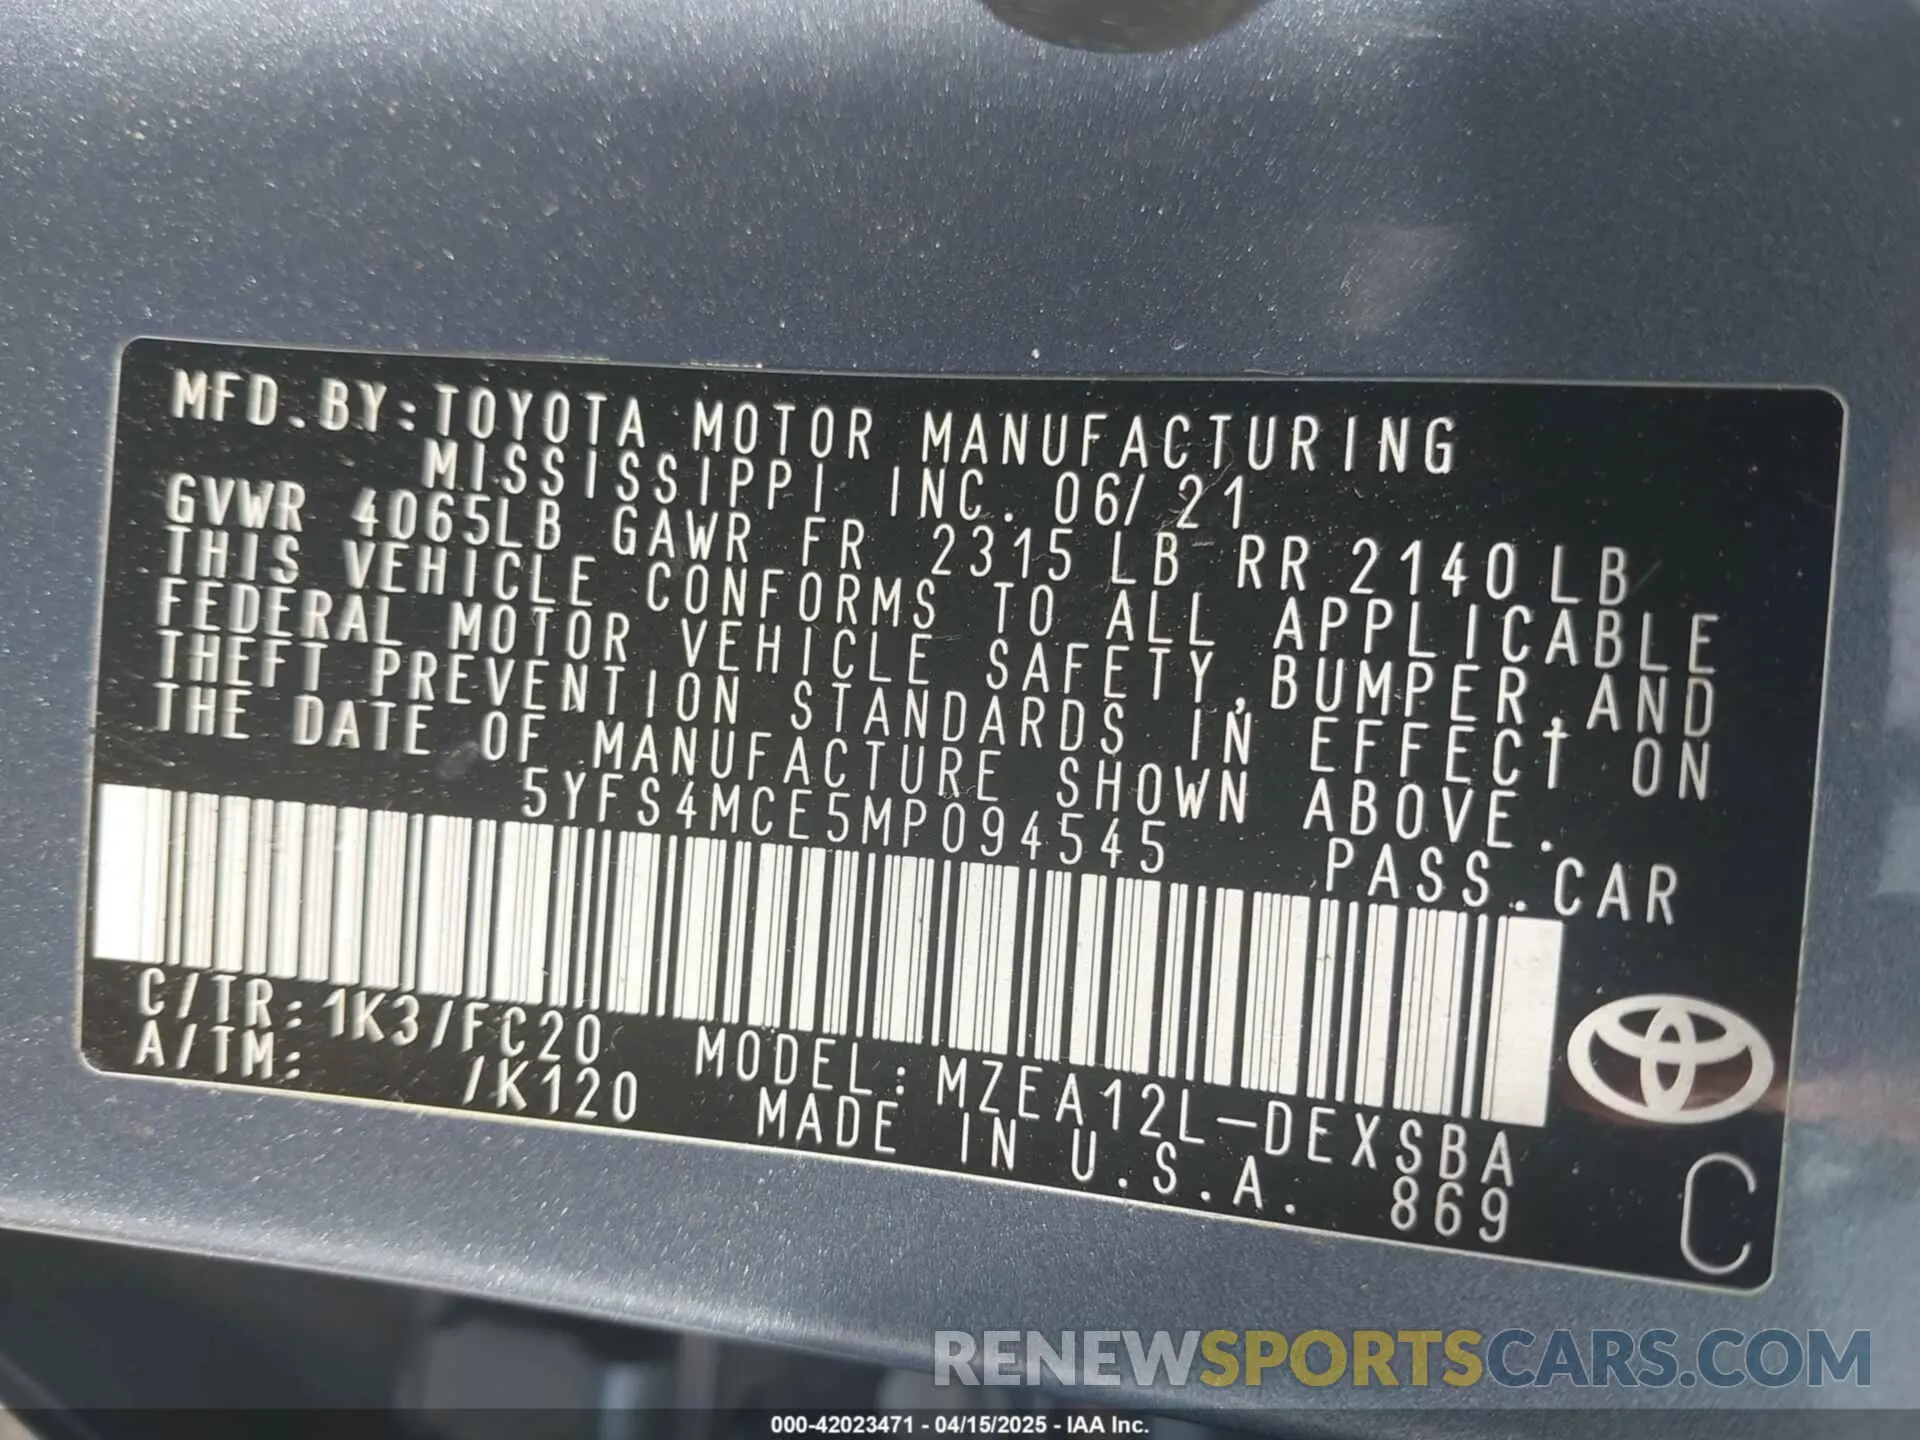 MFD.BY:TOYOTA MOTOR MANUFACTURING
MISSISSIPPI INC. 06/21
GVWR 4065LB GAWR FR 2315LB RR 2140LB
THIS VEHICLE CONFORMS TO ALL APPLICABLE
FEDERAL MOTOR VEHICLE SAFETY,BUMPER,AND
THEFT PREVENTION STANDARDS IN EFFECT ON
THE DATE OF MANUFACTURE SHOWN ABOVE.
5YFS4MCE5MP094545 PASS.CAR
C/TR:1K3/FC20 MODEL:MZEA12L-DEXSBA
A/TM: /K120 MADE IN U.S.A. 869
C
RENEWSPORTSCARS.COM
000-42023471 - 04/15/2025 - IAA Inc.